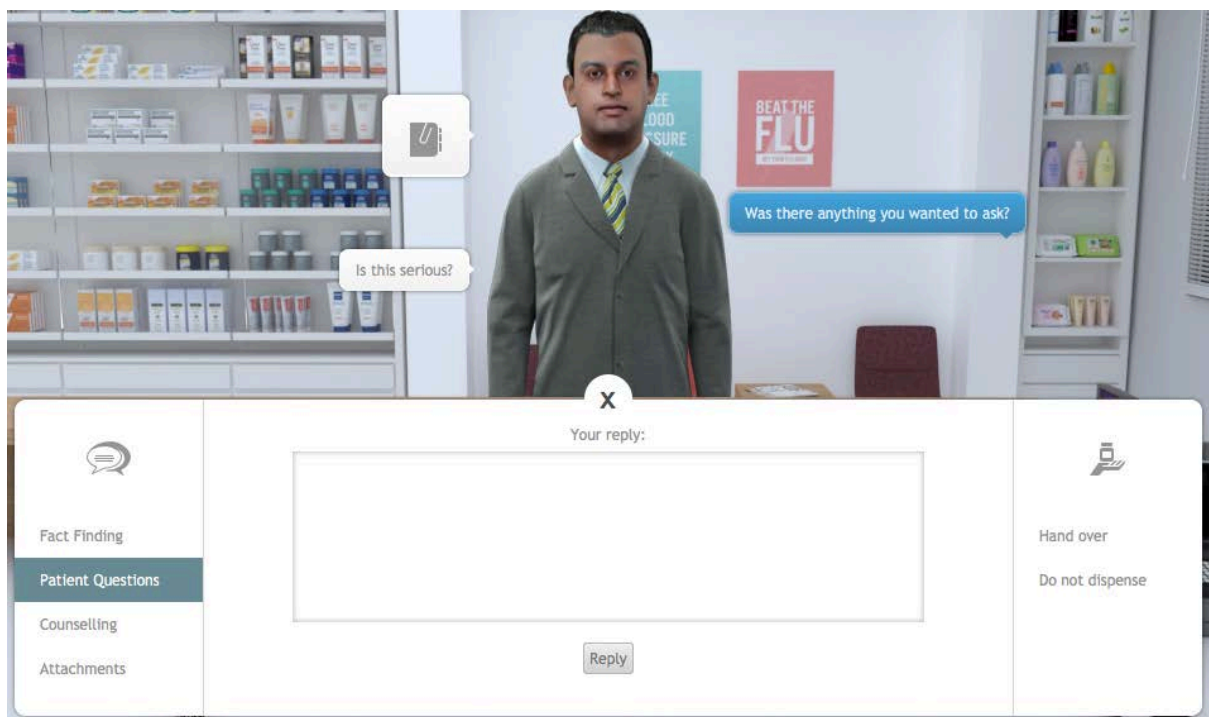 BEAT THE
FLU
Was there anything you wanted to ask?
Is this serious?
X
Your reply:
Fact Finding
Patient Questions
Counselling
Attachments
Reply
Hand over
Do not dispense